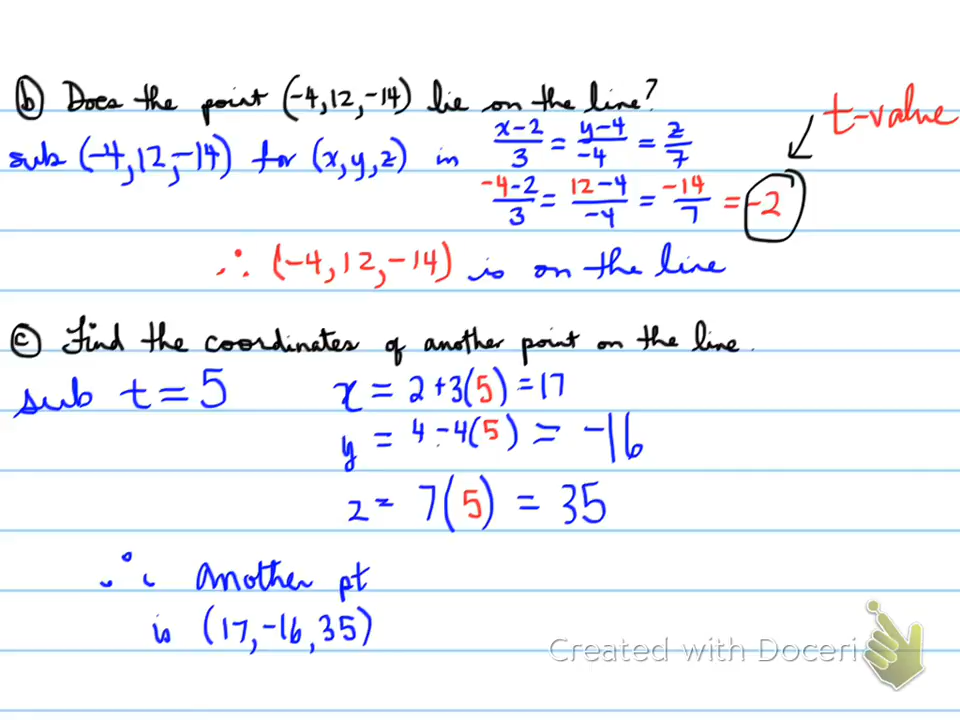 ⓑ Does the point (-4,12,-14) lie on the line?
t-value
sub (-4,12,-14) for (x,y,z) in (x-2)/3 = (y-4)/-4 = z/7
(-4-2)/3 = (12-4)/-4 = -14/7 = -2
∴ (-4,12,-14) is on the line
ⓒ Find the coordinates of another point on the line.
sub t=5 x = 2+3(5) = 17
y = 4-4(5) = -16
z = 7(5) = 35
∴ Another pt
is (17,-16,35)
Created with Doceri